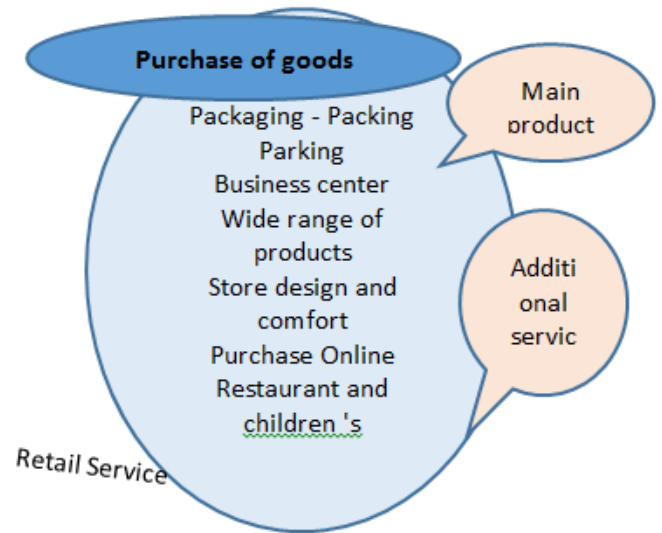 Purchase of goods
Main
product
Packaging - Packing
Parking
Business center
Wide range of
products
Store design and
comfort
Purchase Online
Restaurant and
children 's
Additi
onal
servic
Retail Service